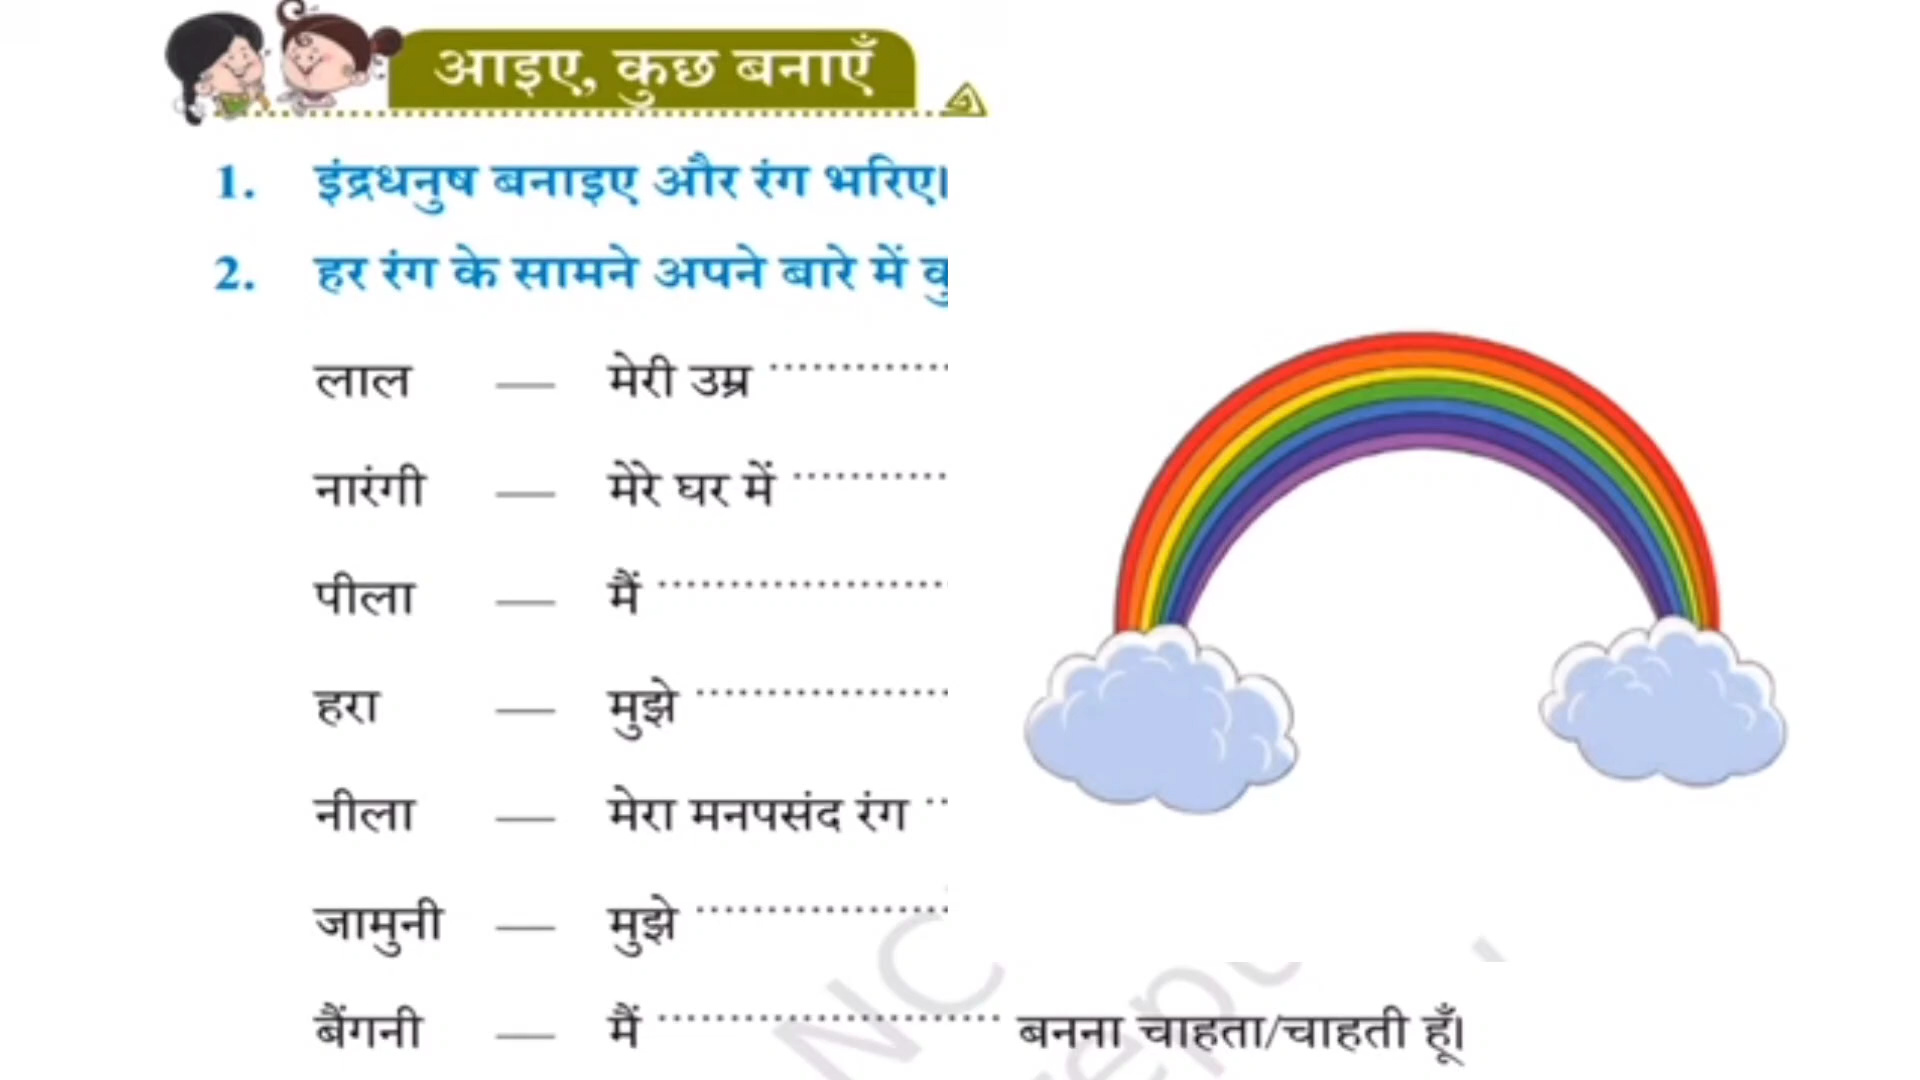 आइए, कुछ बनाएँ
1. इंद्रधनुष बनाइए और रंग भरिए।
2. हर रंग के सामने अपने बारे में
लाल — मेरी उम्र
नारंगी — मेरे घर में
पीला — मैं
हरा — मुझे
नीला — मेरा मनपसंद रंग
जामुनी — मुझे
बैंगनी — मैं .................... बनना चाहता/चाहती हूँ।